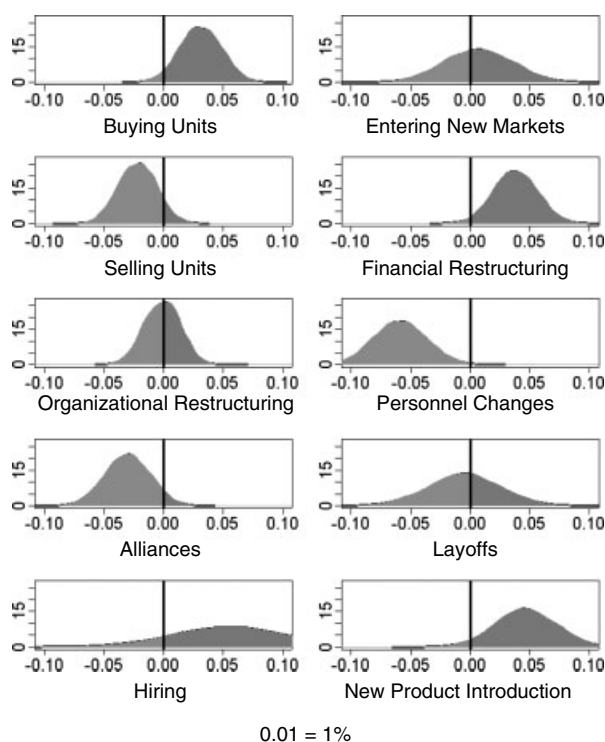 15
0
15
0
-0.10 -0.05 0.00 0.05 0.10
-0.10 -0.05 0.00 0.05 0.10
Buying Units
Entering New Markets
15
0
15
0
-0.10 -0.05 0.00 0.05 0.10
-0.10 -0.05 0.00 0.05 0.10
Selling Units
Financial Restructuring
15
0
15
0
-0.10 -0.05 0.00 0.05 0.10
-0.10 -0.05 0.00 0.05 0.10
Organizational Restructuring
Personnel Changes
15
0
15
0
-0.10 -0.05 0.00 0.05 0.10
-0.10 -0.05 0.00 0.05 0.10
Alliances
Layoffs
15
0
15
0
-0.10 -0.05 0.00 0.05 0.10
-0.10 -0.05 0.00 0.05 0.10
Hiring
New Product Introduction
0.01 = 1%